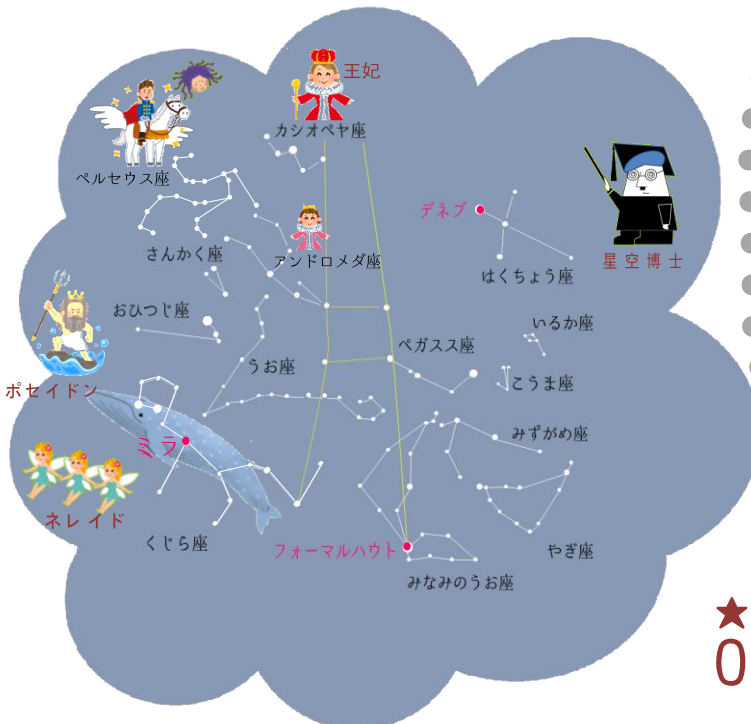 王妃
カシオペヤ座
ペルセウス座
デネブ
さんかく座
アンドロメダ座
はくちょう座
星空博士
おひつじ座
いるか座
ペガスス座
うお座
こうま座
ポセイドン
みずがめ座
ミラ
ネレイド
くじら座
フォーマルハウト
やぎ座
みなみのうお座
★
0